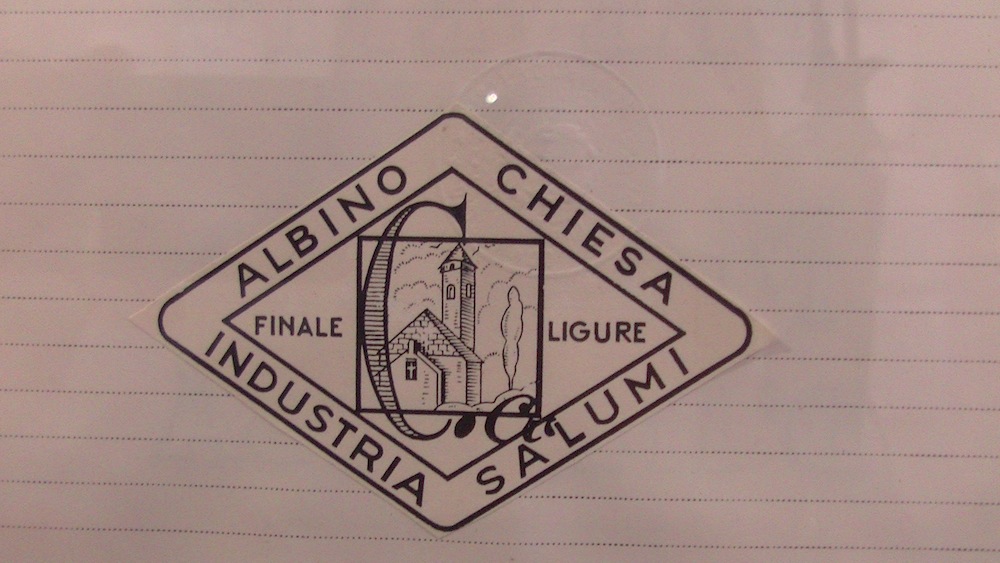 ALBINO CHIESA
FINALE LIGURE
C. a.
INDUSTRIA SALUMI